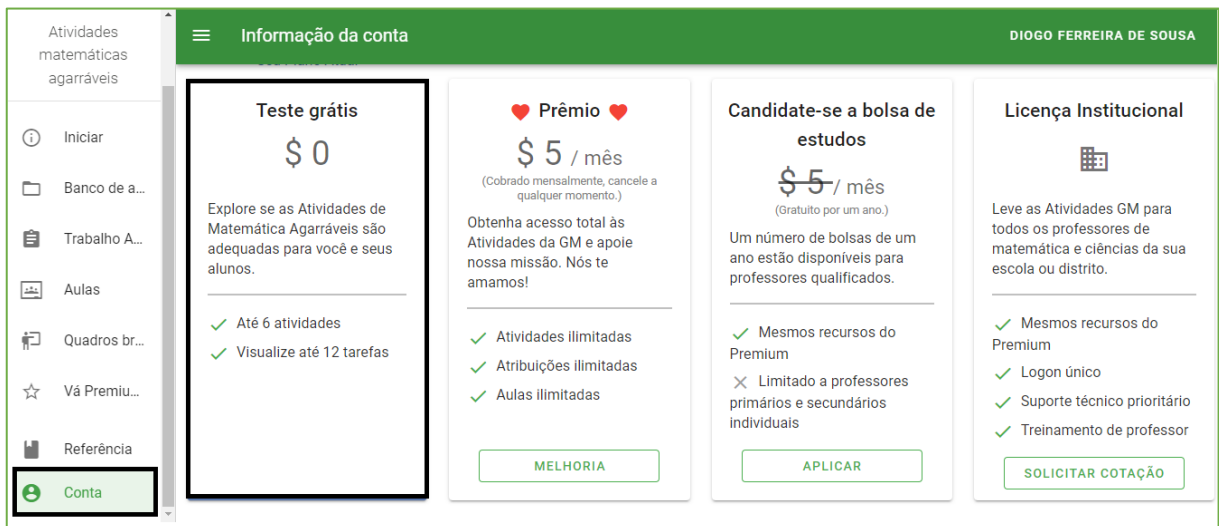 Atividades
matemáticas
agarráveis
Iniciar
Banco de a...
Trabalho A...
Aulas
Quadros br...
Vá Premiu...
Referência
Conta
Informação da conta
DIOGO FERREIRA DE SOUSA
Teste grátis
$ 0
Explore se as Atividades de
Matemática Agarráveis são
adequadas para você e seus
alunos.
Até 6 atividades
Visualize até 12 tarefas
Prêmio
$ 5 / mês
(Cobrado mensalmente, cancele a
qualquer momento.)
Obtenha acesso total às
Atividades da GM e apoie
nossa missão. Nós te
amamos!
Atividades ilimitadas
Atribuições ilimitadas
Aulas ilimitadas
MELHORIA
Candidate-se a bolsa de
estudos
$ 5 / mês
(Gratuito por um ano.)
Um número de bolsas de um
ano estão disponíveis para
professores qualificados.
Mesmos recursos do
Premium
Limitado a professores
primários e secundários
individuais
APLICAR
Licença Institucional
Leve as Atividades GM para
todos os professores de
matemática e ciências da sua
escola ou distrito.
Mesmos recursos do
Premium
Logon único
Suporte técnico prioritário
Treinamento de professor
SOLICITAR COTAÇÃO